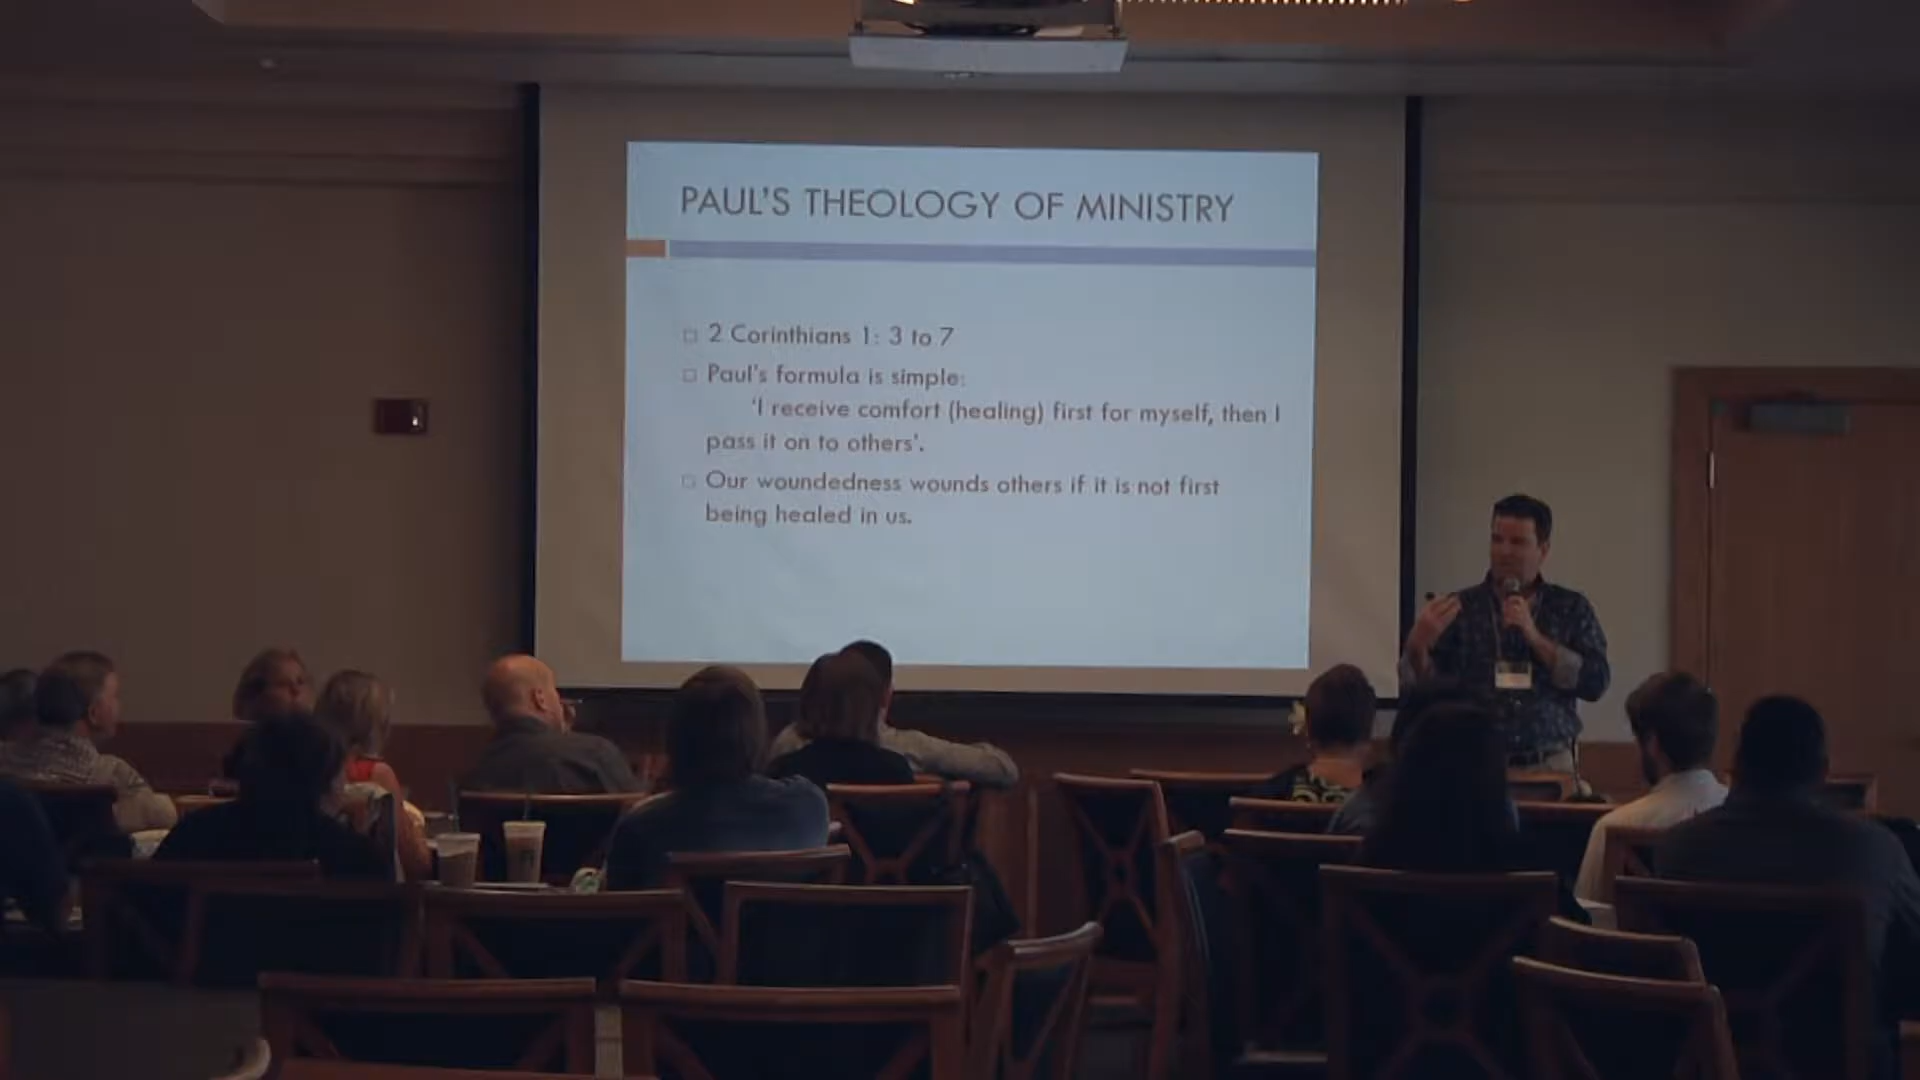 PAUL'S THEOLOGY OF MINISTRY
2 Corinthians 1: 3 to 7
Paul's formula is simple:
'I receive comfort (healing) first for myself, then I
pass it on to others'.
Our woundedness wounds others if it is not first
being healed in us.